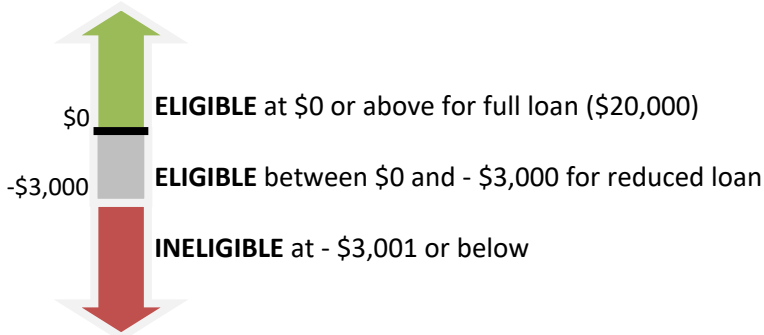 $0
ELIGIBLE at $0 or above for full loan ($20,000)
-$3,000
ELIGIBLE between $0 and - $3,000 for reduced loan
INELIGIBLE at - $3,001 or below